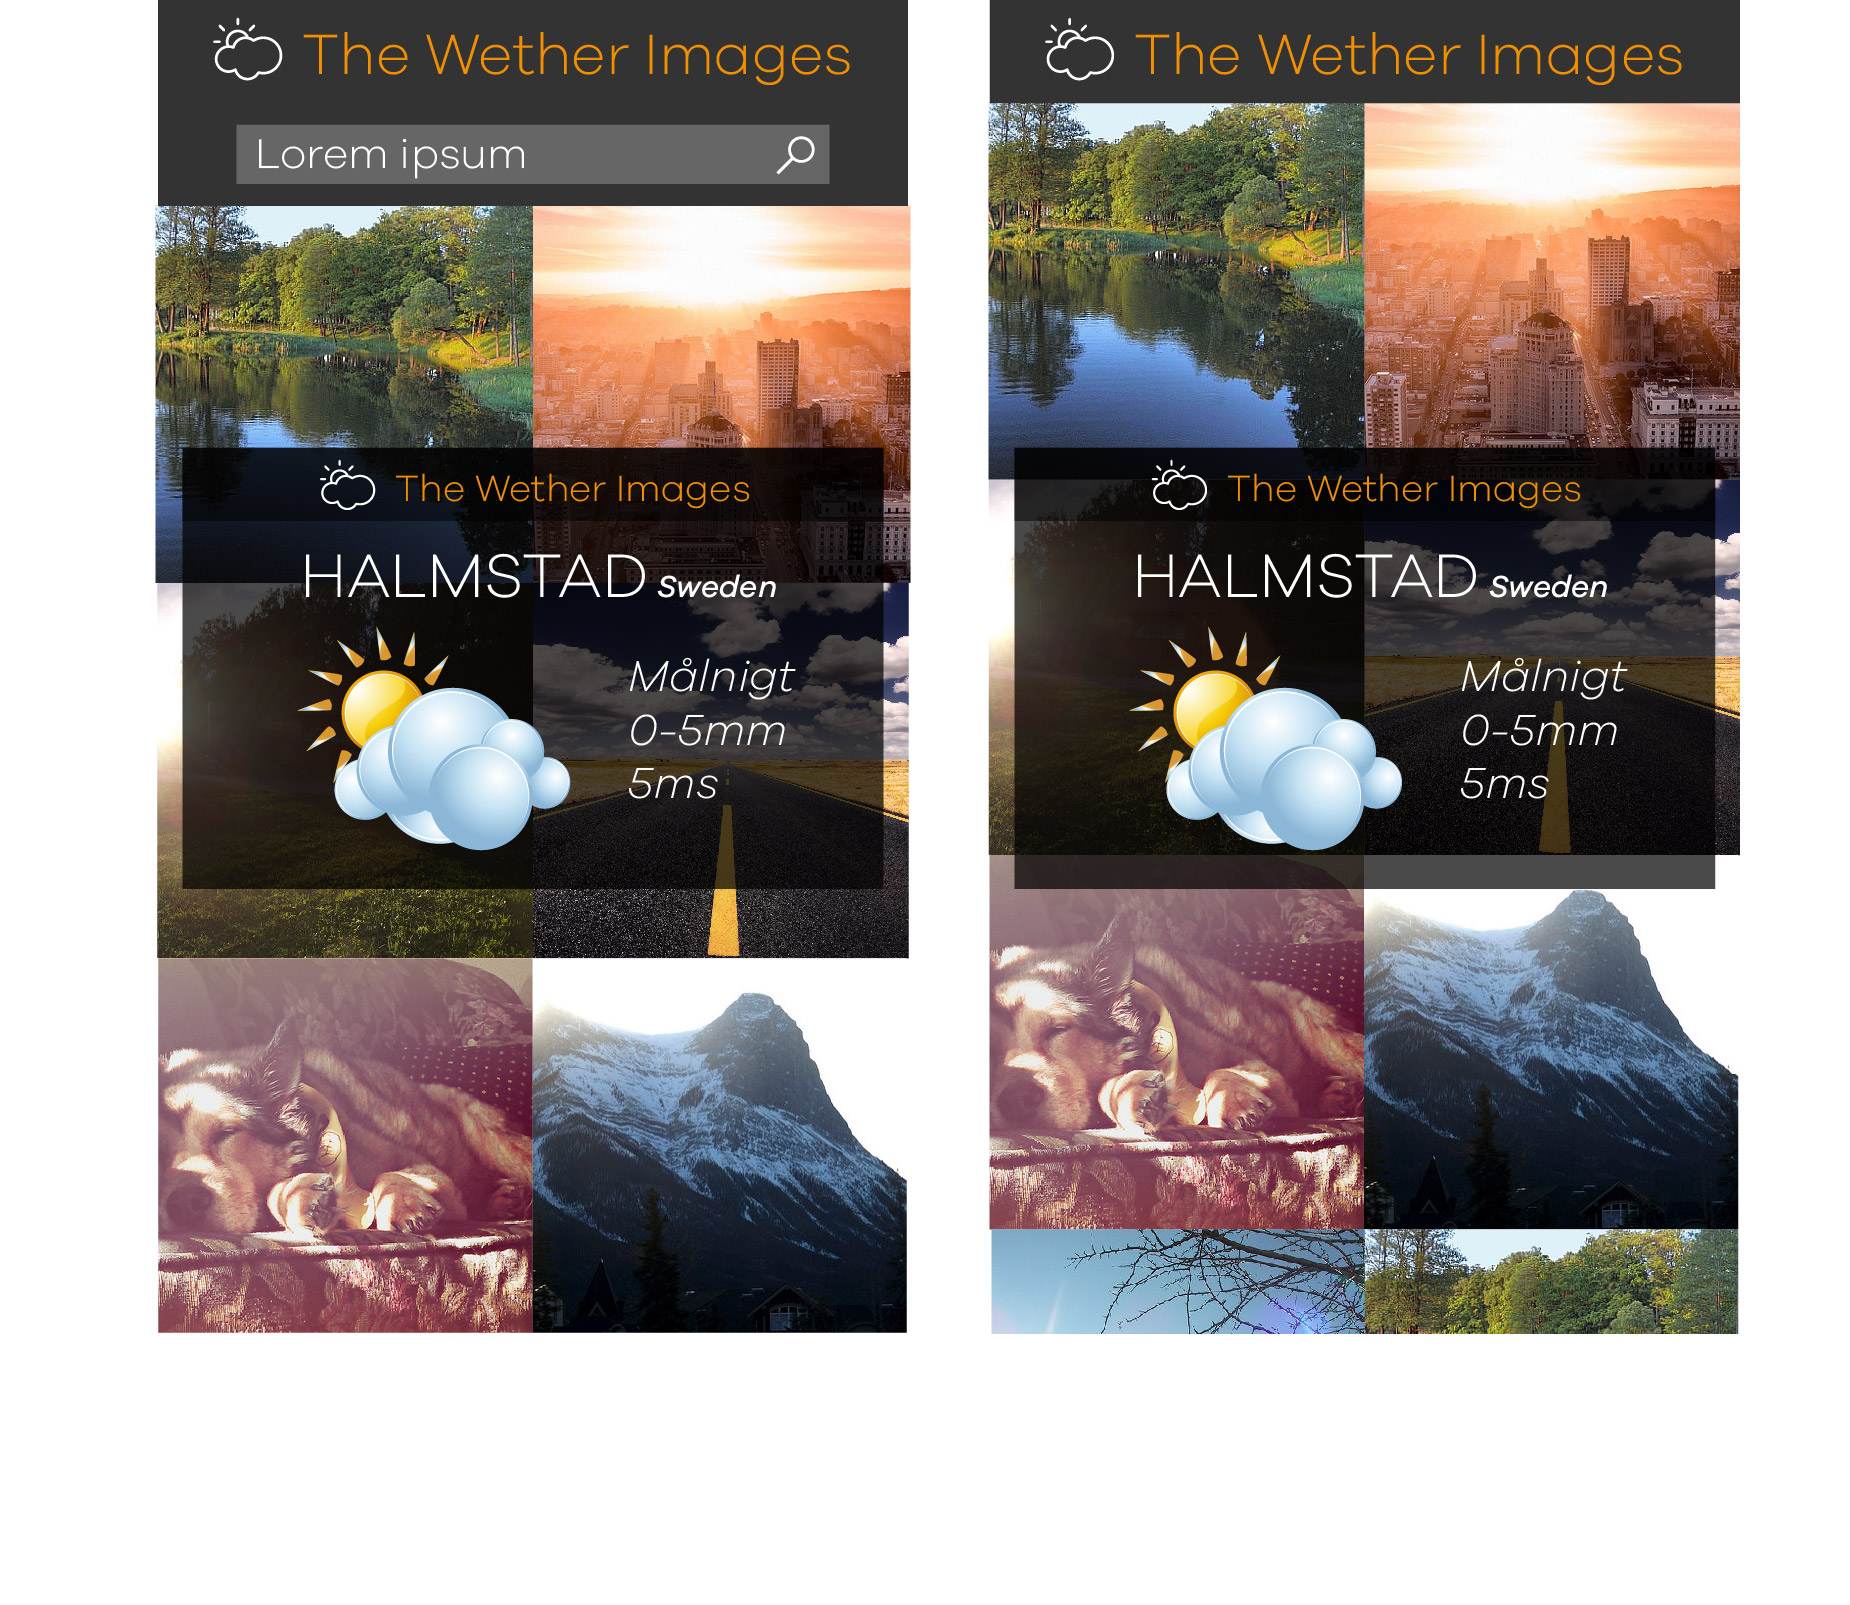 The Wether Images
Lorem ipsum
The Wether Images
HALMSTAD Sweden
Målnigt
0-5mm
5ms
The Wether Images
The Wether Images
HALMSTAD Sweden
Målnigt
0-5mm
5ms